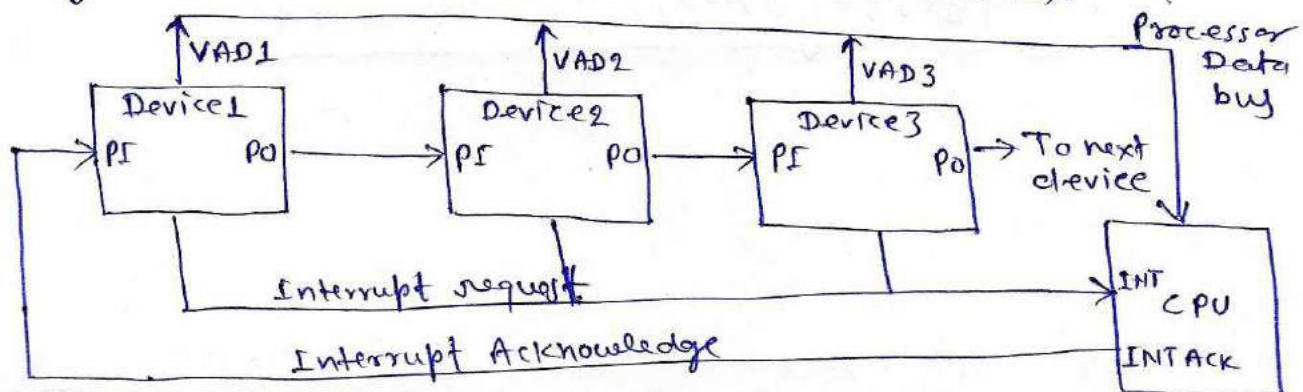 Processor
Data
bus
VAD1
VAD2
VAD3
Device1
Device2
Device3
PI PO
PI PO
PI PO
To next
device
Interrupt request
INT
CPU
Interrupt Acknowledge
INTACK